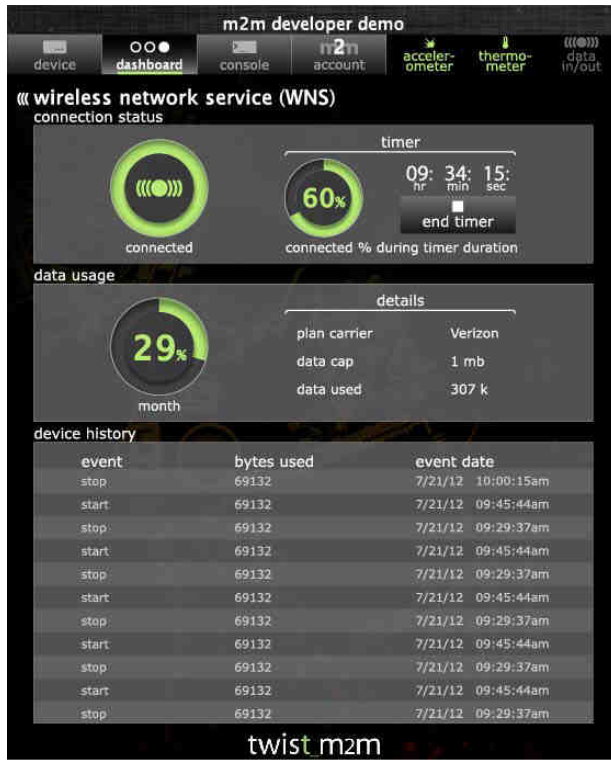 m2m developer demo
device dashboard console m2m account acceler-ometer thermo-meter data in/out
wireless network service (WNS)
connection status
timer
09: 34: 15:
hr min sec
60%
end timer
connected
connected % during timer duration
data usage
details
plan carrier Verizon
29%
data cap 1 mb
data used 307 k
month
device history
event bytes used event date
stop 69132 7/21/12 10:00:15am
start 69132 7/21/12 09:45:44am
stop 69132 7/21/12 09:29:37am
start 69132 7/21/12 09:45:44am
stop 69132 7/21/12 09:29:37am
start 69132 7/21/12 09:45:44am
stop 69132 7/21/12 09:29:37am
start 69132 7/21/12 09:45:44am
stop 69132 7/21/12 09:29:37am
start 69132 7/21/12 09:45:44am
stop 69132 7/21/12 09:29:37am
twist_m2m